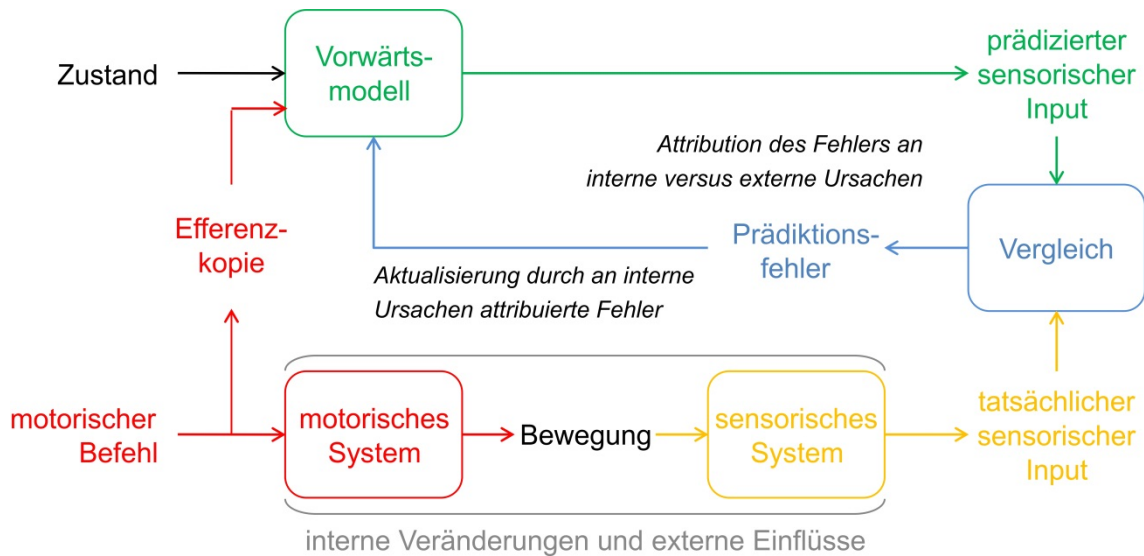 Zustand
Vorwärts-
modell
prädizierter
sensorischer
Input
Attribution des Fehlers an
interne versus externe Ursachen
Efferenz-
kopie
Prädiktions-
fehler
Vergleich
Aktualisierung durch an interne
Ursachen attribuierte Fehler
motorischer
Befehl
motorisches
System
Bewegung
sensorisches
System
tatsächlicher
sensorischer
Input
interne Veränderungen und externe Einflüsse